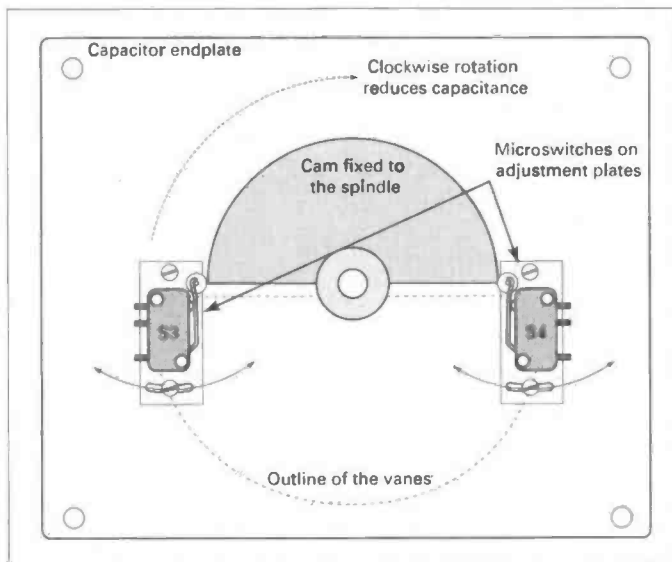 Capacitor endplate
Clockwise rotation
reduces capacitance
Microswitches on
adjustment plates
Cam fixed to
the spindle
S3
S4
Outline of the vanes